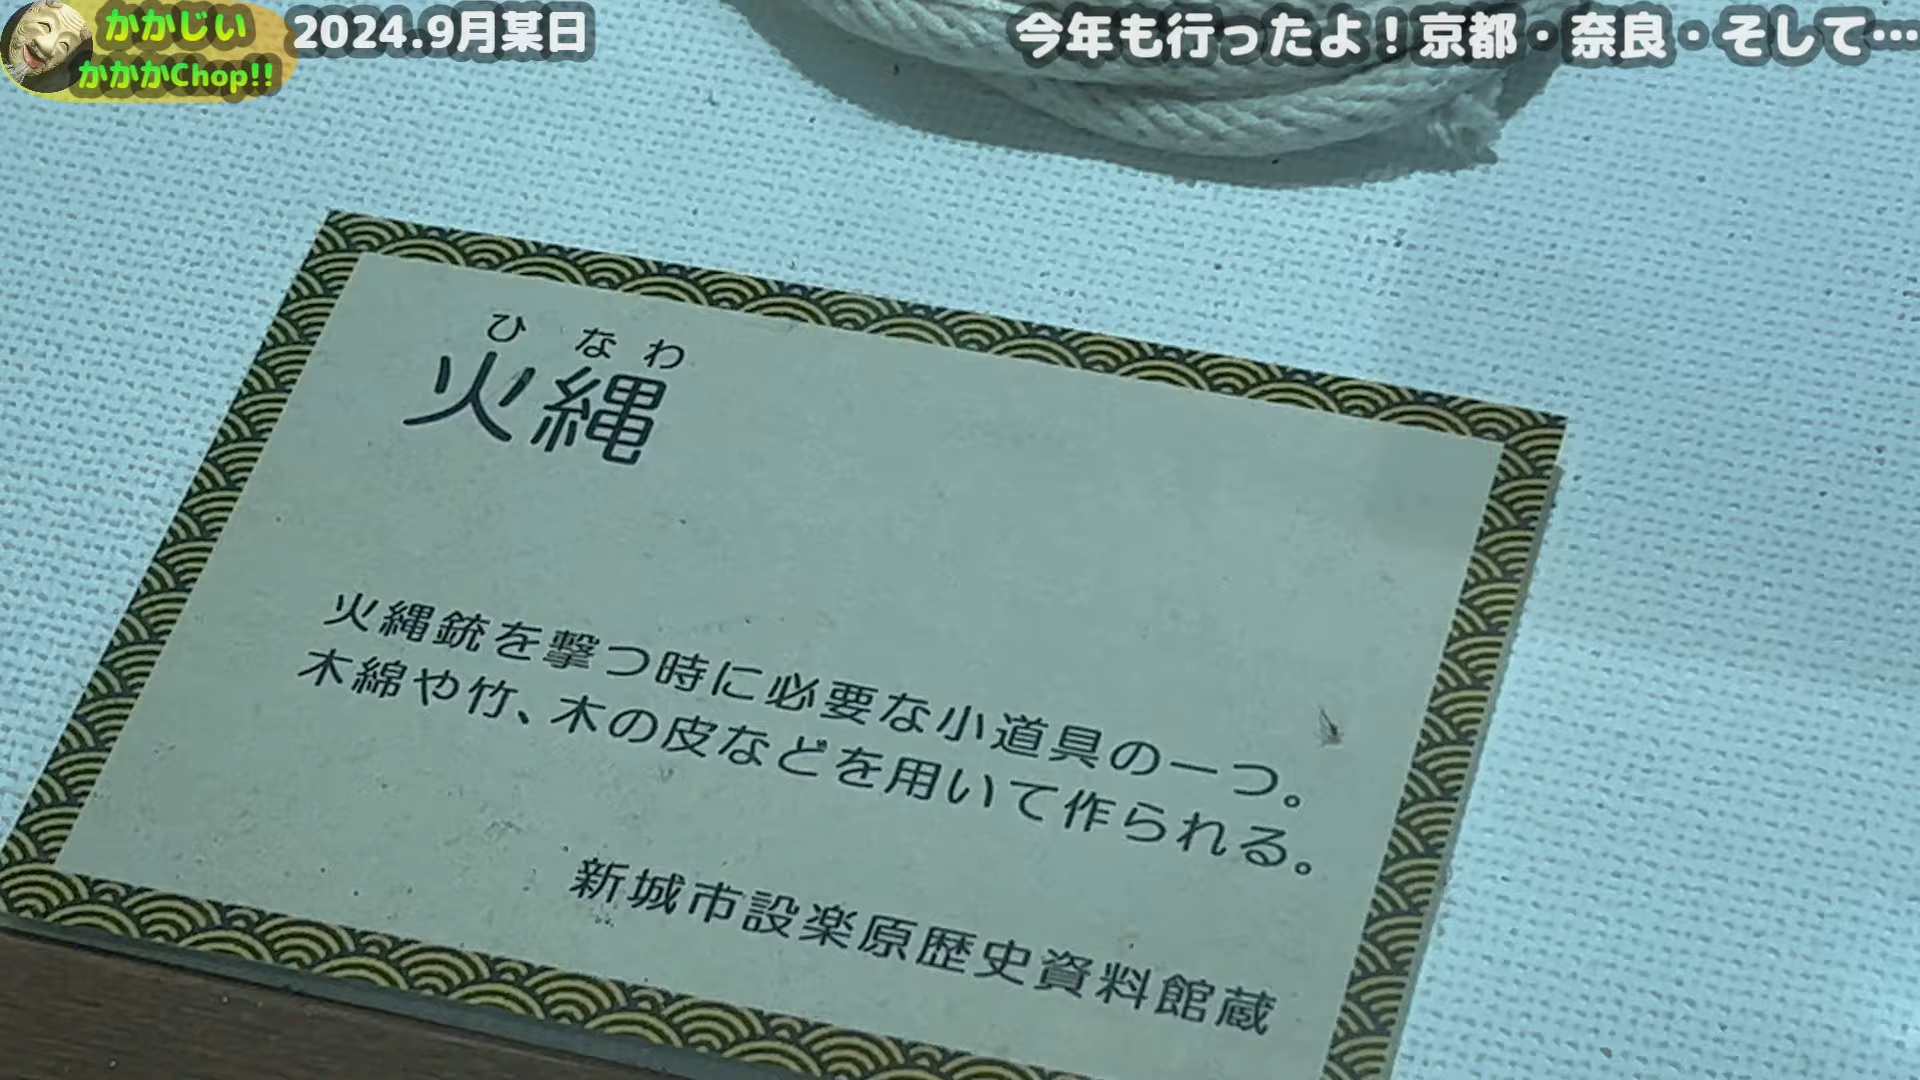 かかじい
かかかChop!!
2024.9月某日
今年も行ったよ！京都・奈良・そして…
ひなわ
火縄
火縄銃を撃つ時に必要な小道具の一つ。
木綿や竹、木の皮などを用いて作られる。
新城市設楽原歴史資料館蔵